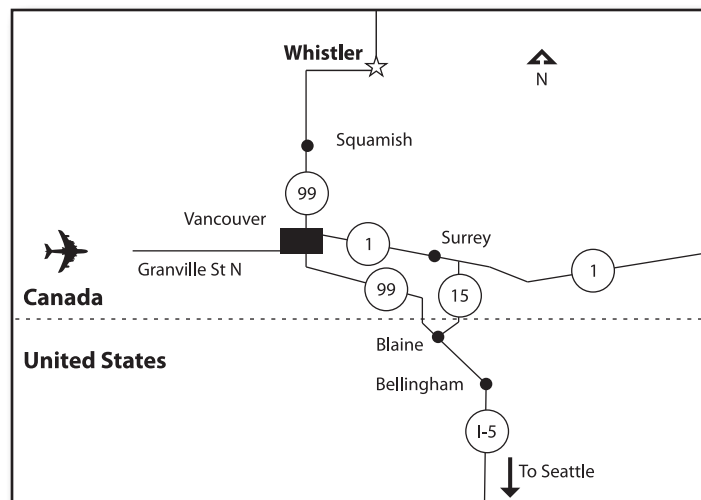 Whistler
N
Squamish
99
Vancouver
1
Surrey
Granville St N
1
99
15
Canada
United States
Blaine
Bellingham
I-5
To Seattle